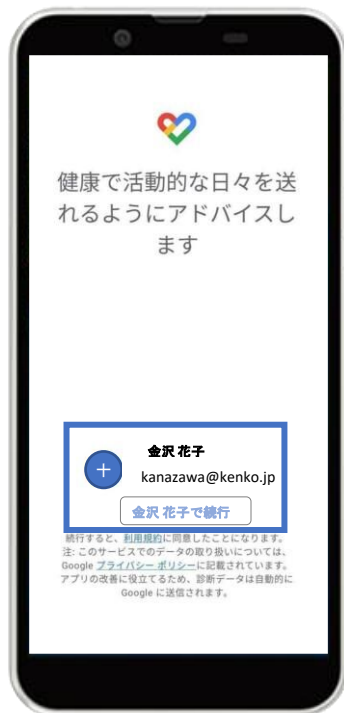 健康で活動的な日々を送
れるようにアドバイスし
ます
金沢 花子
kanazawa@kenko.jp
金沢 花子で続行
続行すると、利用規約に同意したことになります。
注: このサービスでのデータの取り扱いについては、
Google プライバシー ポリシーに記載されています。
アプリの改善に役立てるため、診断データは自動的に
Google に送信されます。